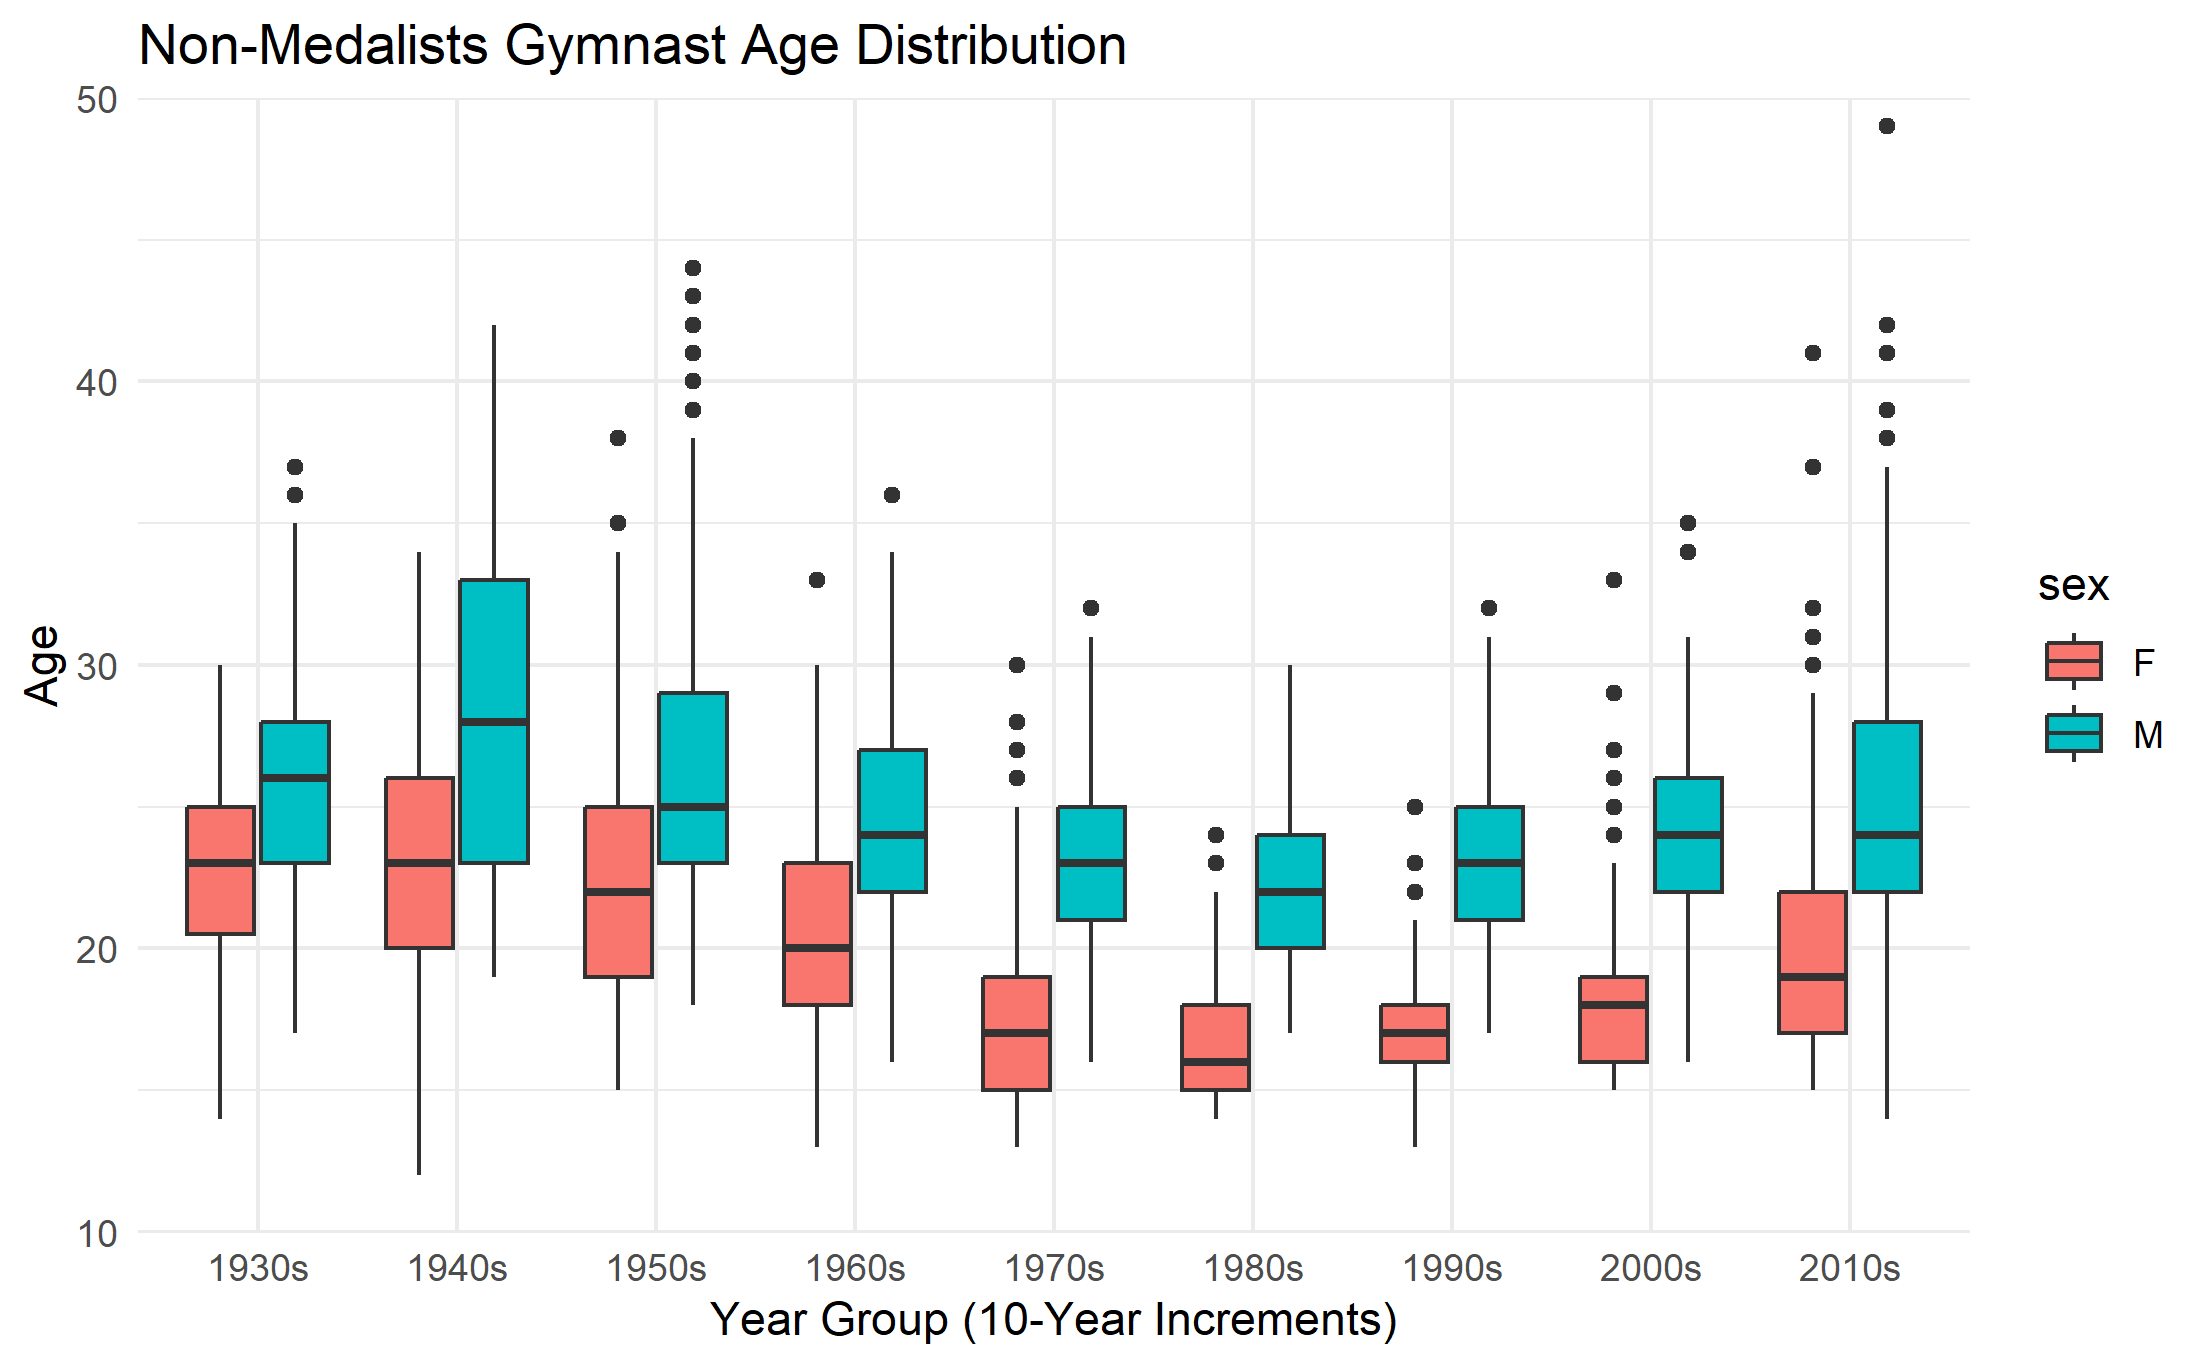 Non-Medalists Gymnast Age Distribution
50
40
30
20
10
Age
1930s 1940s 1950s 1960s 1970s 1980s 1990s 2000s 2010s
Year Group (10-Year Increments)
sex
F
M